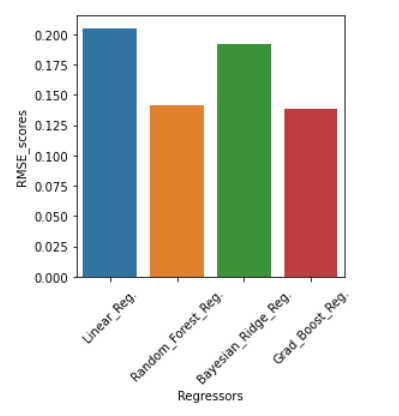 0.200
0.175
0.150
0.125
0.100
0.075
0.050
0.025
0.000
RMSE_scores
Linear_Reg.
Random_Forest_Reg.
Bayesian_Ridge_Reg.
Grad_Boost_Reg.
Regressors